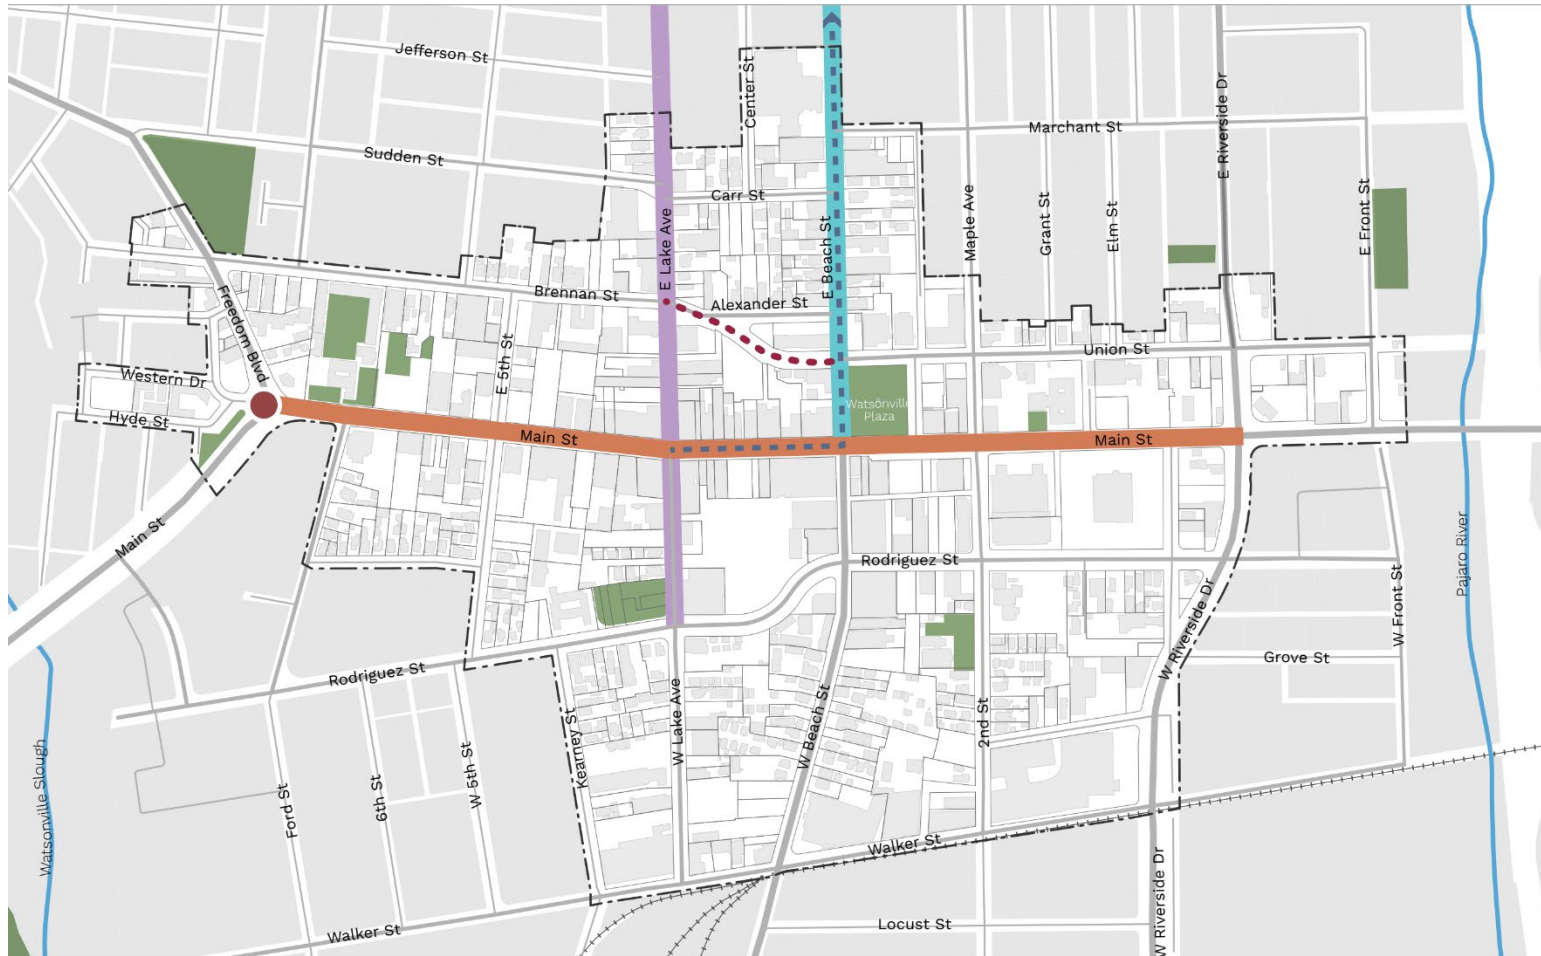 Jefferson St
Center St
Marchant St
E Riverside Dr
Sudden St
Carr St
E Lake Ave
E Beach St
Maple Ave
Grant St
Elm St
E Front St
Brennan St
Alexander St
Freedom Blvd
E 5th St
Union St
Western Dr
Hyde St
Watsonville
Plaza
Main St
Main St
Main St
Rodriguez St
Pajaro River
W Front St
W Riverside Dr
Grove St
Rodriguez St
W Lake Ave
W Beach St
2nd St
Kearney St
Watsonville Slough
Ford St
6th St
W 5th St
Walker St
W Riverside Dr
Walker St
Locust St